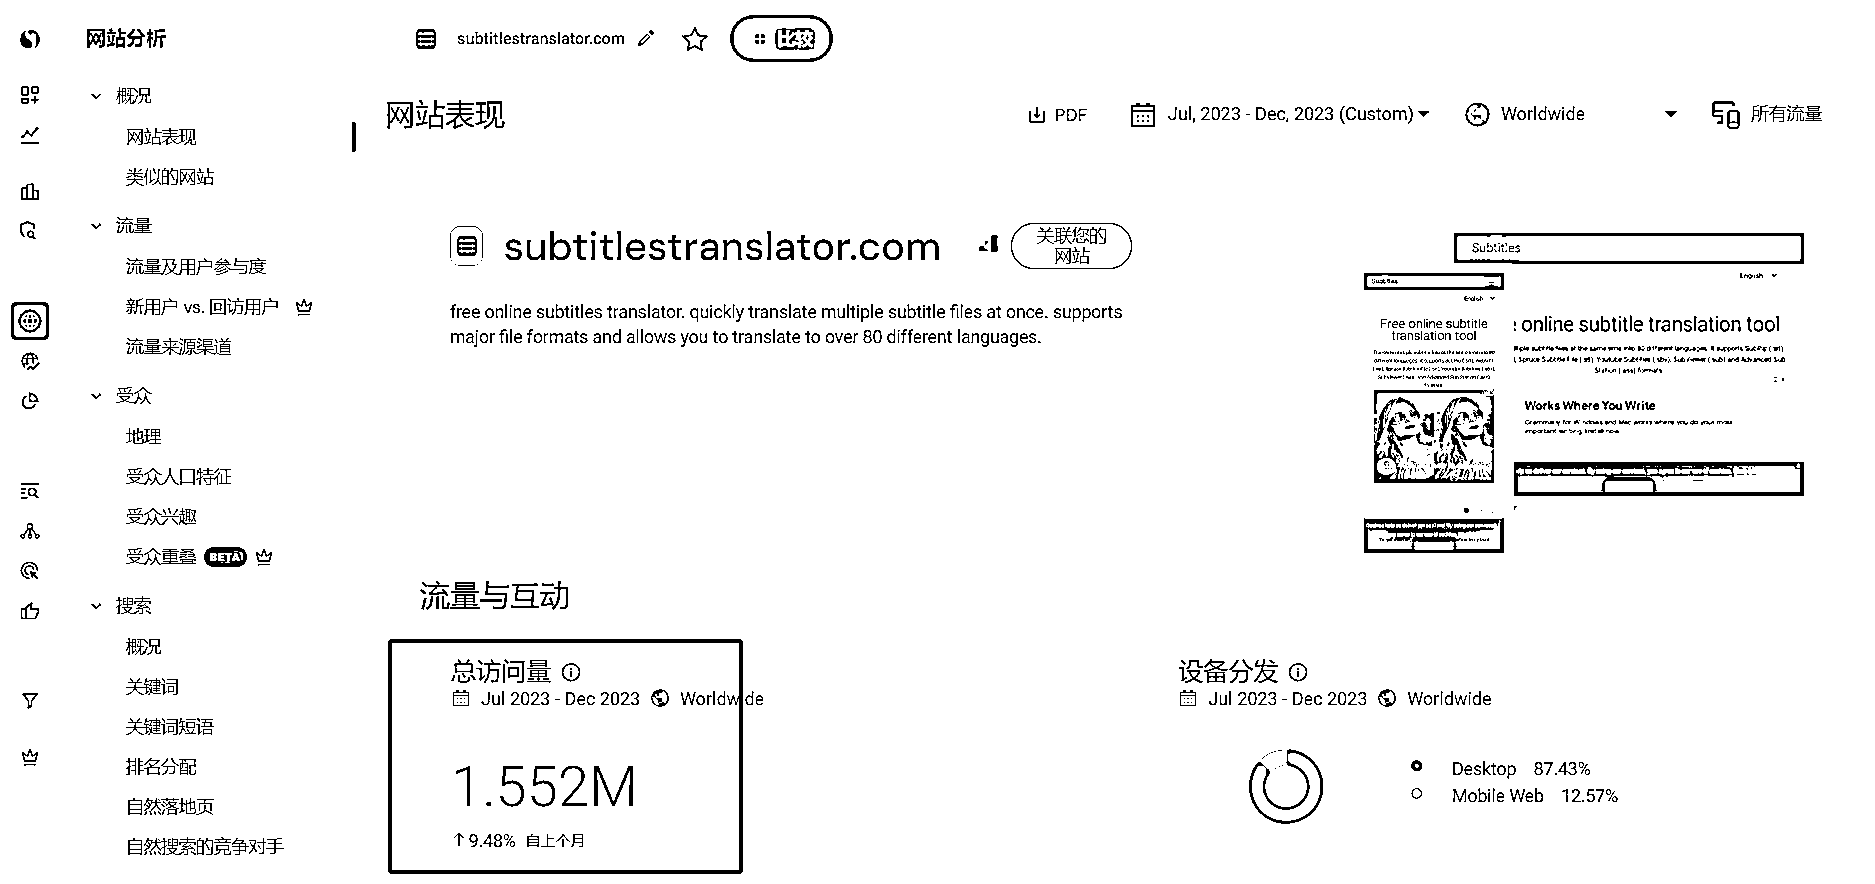 网站分析
subtitlestranslator.com
比较
概况
网站表现
类似的网站
流量
流量及用户参与度
新用户 vs. 回访用户
流量来源渠道
受众
地理
受众人口特征
受众兴趣
受众重叠 BETA
搜索
概况
关键词
关键词短语
排名分配
自然落地页
自然搜索的竞争对手
网站表现
PDF
Jul, 2023 - Dec, 2023 (Custom)
Worldwide
所有流量
subtitlestranslator.com
关联您的
网站
free online subtitles translator. quickly translate multiple subtitle files at once. supports
major file formats and allows you to translate to over 80 different languages.
Subtitles
English
Free online subtitle
translation tool
Subtitles
English
online subtitle translation tool
Works Where You Write
流量与互动
总访问量
Jul 2023 - Dec 2023 Worldwide
1.552M
↑ 9.48% 自上个月
设备分发
Jul 2023 - Dec 2023 Worldwide
Desktop 87.43%
Mobile Web 12.57%